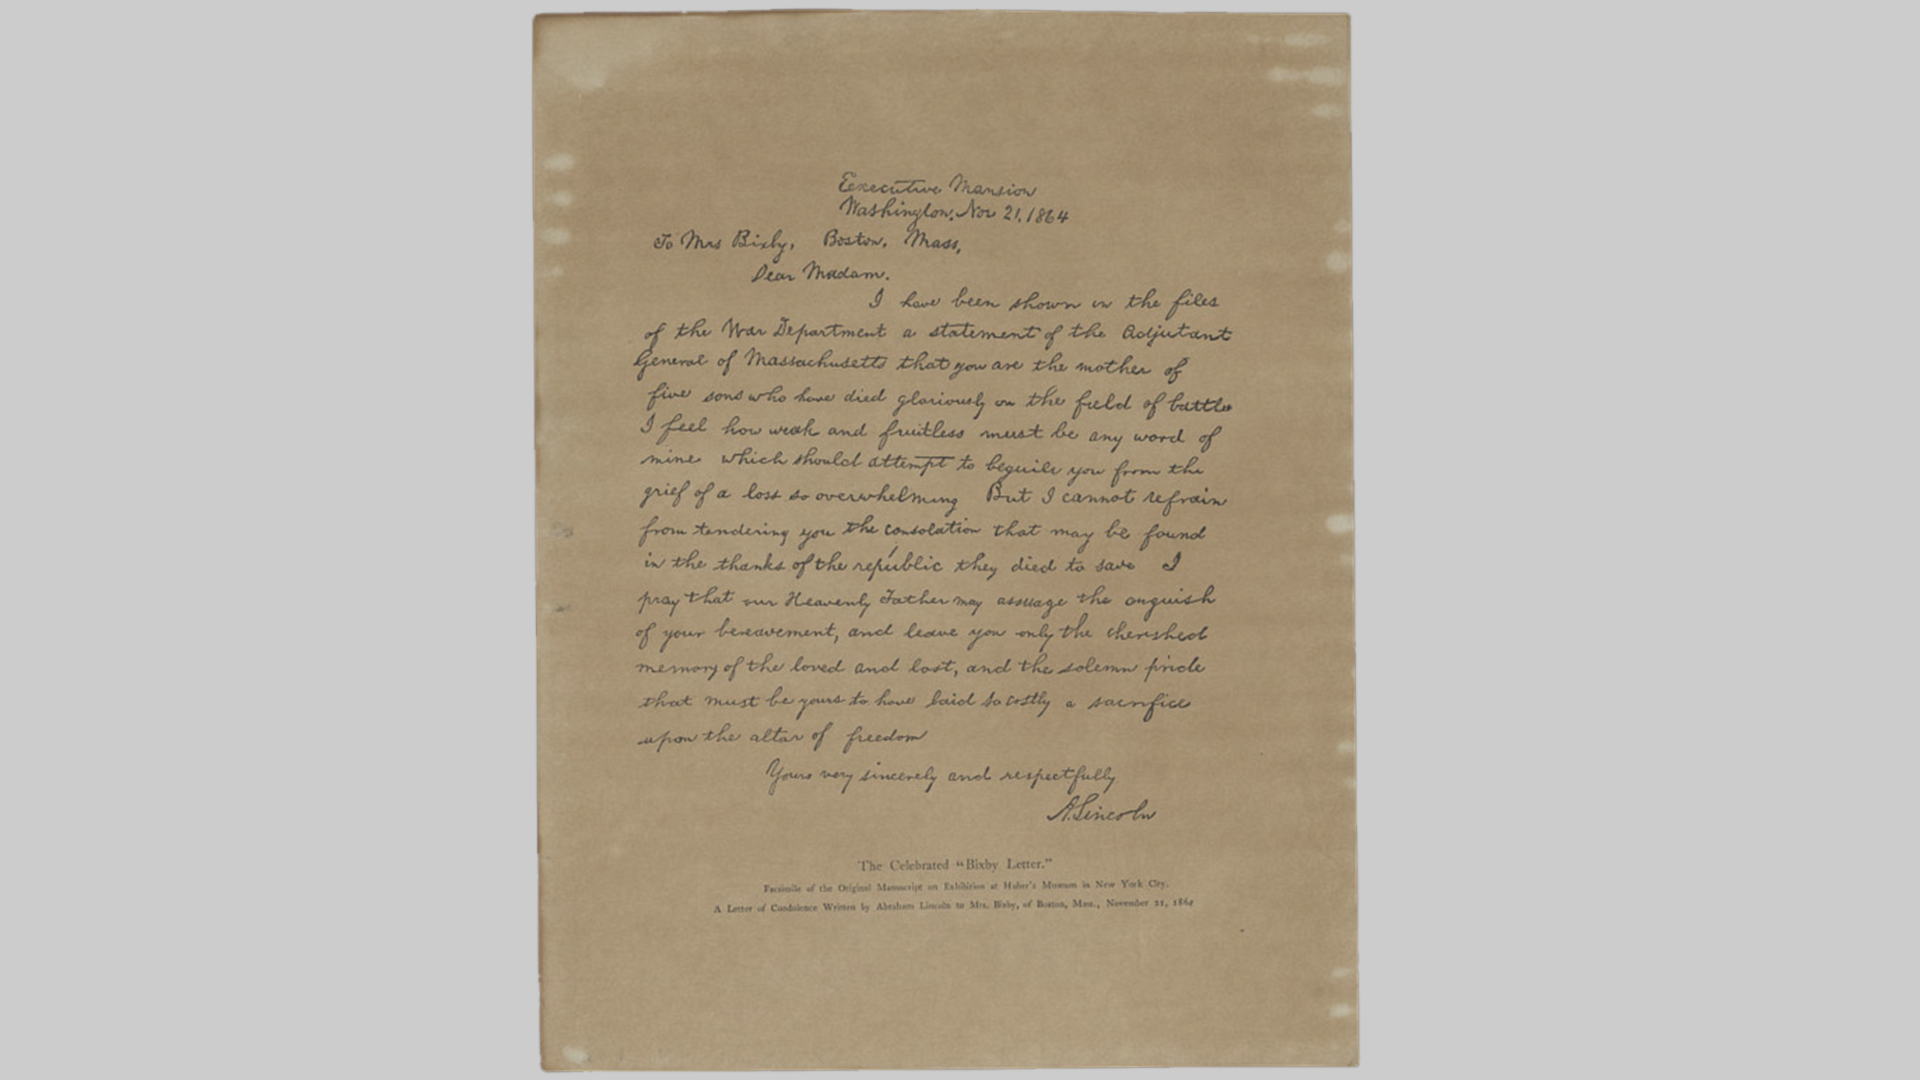 Executive Mansion
Washington, Nov 21, 1864
To Mrs Bixby, Boston, Mass,
Dear Madam.
I have been shown in the files
of the War Department a statement of the Adjutant
General of Massachusetts that you are the mother of
five sons who have died gloriously on the field of battle
I feel how weak and fruitless must be any word of
mine which should attempt to beguile you from the
grief of a loss so overwhelming But I cannot refrain
from tendering you the consolation that may be found
in the thanks of the republic they died to save I
pray that our Heavenly Father may assuage the anguish
of your bereavement, and leave you only the cherished
memory of the loved and lost, and the solemn pride
that must be yours to have laid so costly a sacrifice
upon the altar of freedom
Yours very sincerely and respectfully
A. Lincoln
The Celebrated “Bixby Letter.”
Facsimile of the Original Manuscript on Exhibition at Huber's Museum in New York City.
A Letter of Condolence Written by Abraham Lincoln to Mrs. Bixby, of Boston, Mass., November 21, 1864